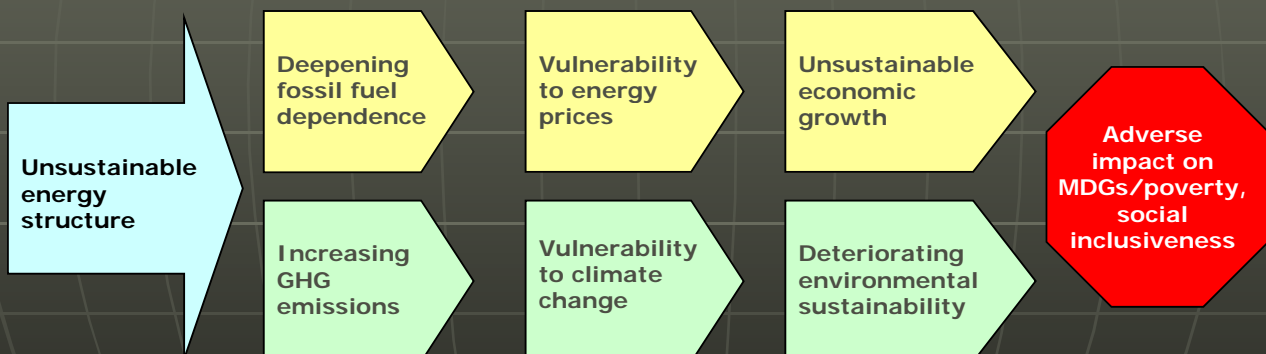 Unsustainable
energy
structure
Deepening
fossil fuel
dependence
Vulnerability
to energy
prices
Unsustainable
economic
growth
Increasing
GHG
emissions
Vulnerability
to climate
change
Deteriorating
environmental
sustainability
Adverse
impact on
MDGs/poverty,
social
inclusiveness